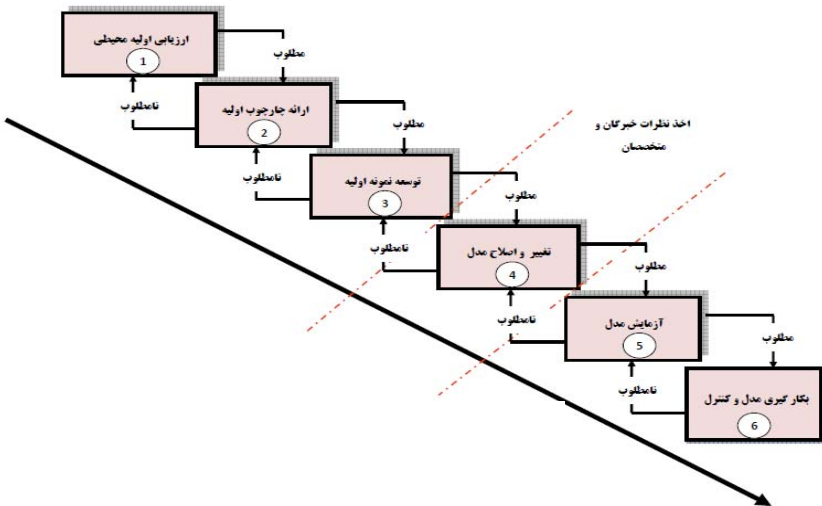 ارزیابی اولیه محیطی
1
مطلوب
نامطلوب
ارائه چارچوب اولیه
2
مطلوب
نامطلوب
اخذ نظرات خبرگان و
متخصصان
توسعه نمونه اولیه
3
مطلوب
نامطلوب
تغییر و اصلاح مدل
4
مطلوب
نامطلوب
آزمایش مدل
5
مطلوب
نامطلوب
بکار گیری مدل و کنترل
6